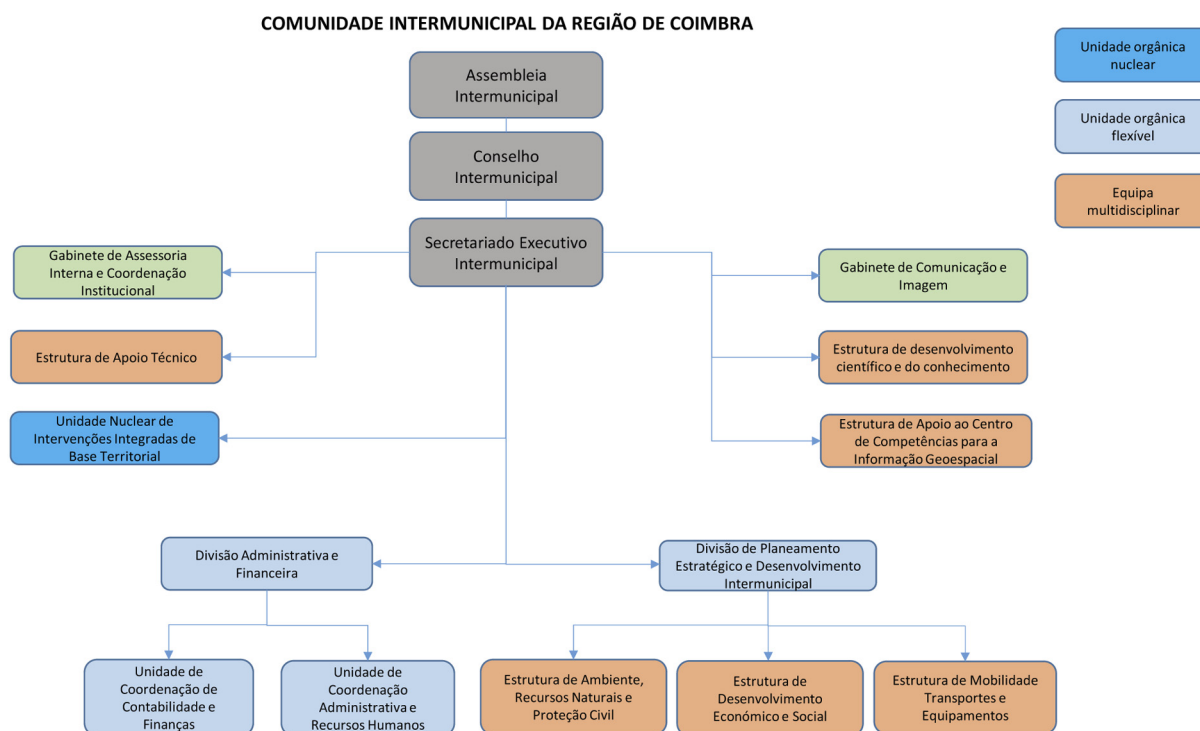 COMUNIDADE INTERMUNICIPAL DA REGIÃO DE COIMBRA
Unidade orgânica
nuclear
Unidade orgânica
flexível
Equipa
multidisciplinar
Assembleia
Intermunicipal
Conselho
Intermunicipal
Secretariado Executivo
Intermunicipal
Gabinete de Assessoria
Interna e Coordenação
Institucional
Gabinete de Comunicação e
Imagem
Estrutura de Apoio Técnico
Estrutura de desenvolvimento
científico e do conhecimento
Unidade Nuclear de
Intervenções Integradas de
Base Territorial
Estrutura de Apoio ao Centro
de Competências para a
Informação Geoespacial
Divisão Administrativa e
Financeira
Divisão de Planeamento
Estratégico e Desenvolvimento
Intermunicipal
Unidade de
Coordenação de
Contabilidade e
Finanças
Unidade de
Coordenação
Administrativa e
Recursos Humanos
Estrutura de Ambiente,
Recursos Naturais e
Proteção Civil
Estrutura de
Desenvolvimento
Económico e Social
Estrutura de Mobilidade
Transportes e
Equipamentos